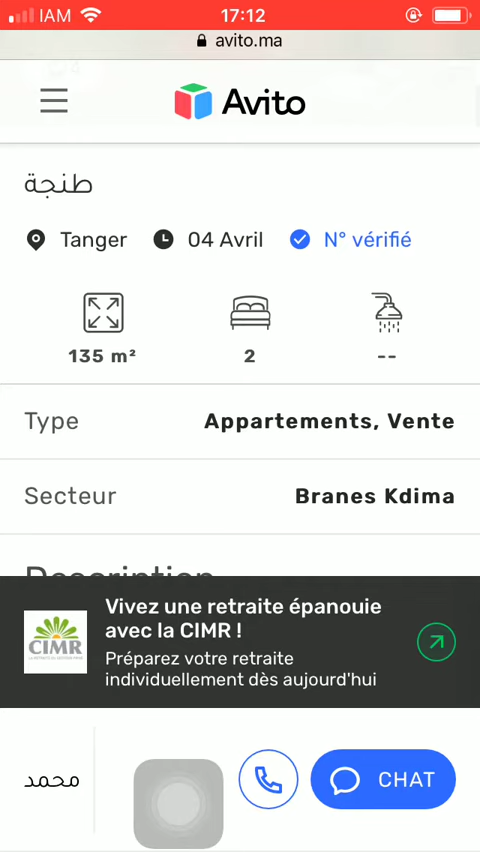 IAM 17:12
avito.ma
Avito
طنجة
Tanger 04 Avril N° vérifié
135 m² 2 --
Type Appartements, Vente
Secteur Branes Kdima
Description
CIMR
Vivez une retraite épanouie
avec la CIMR !
Préparez votre retraite
individuellement dès aujourd'hui
محمد CHAT